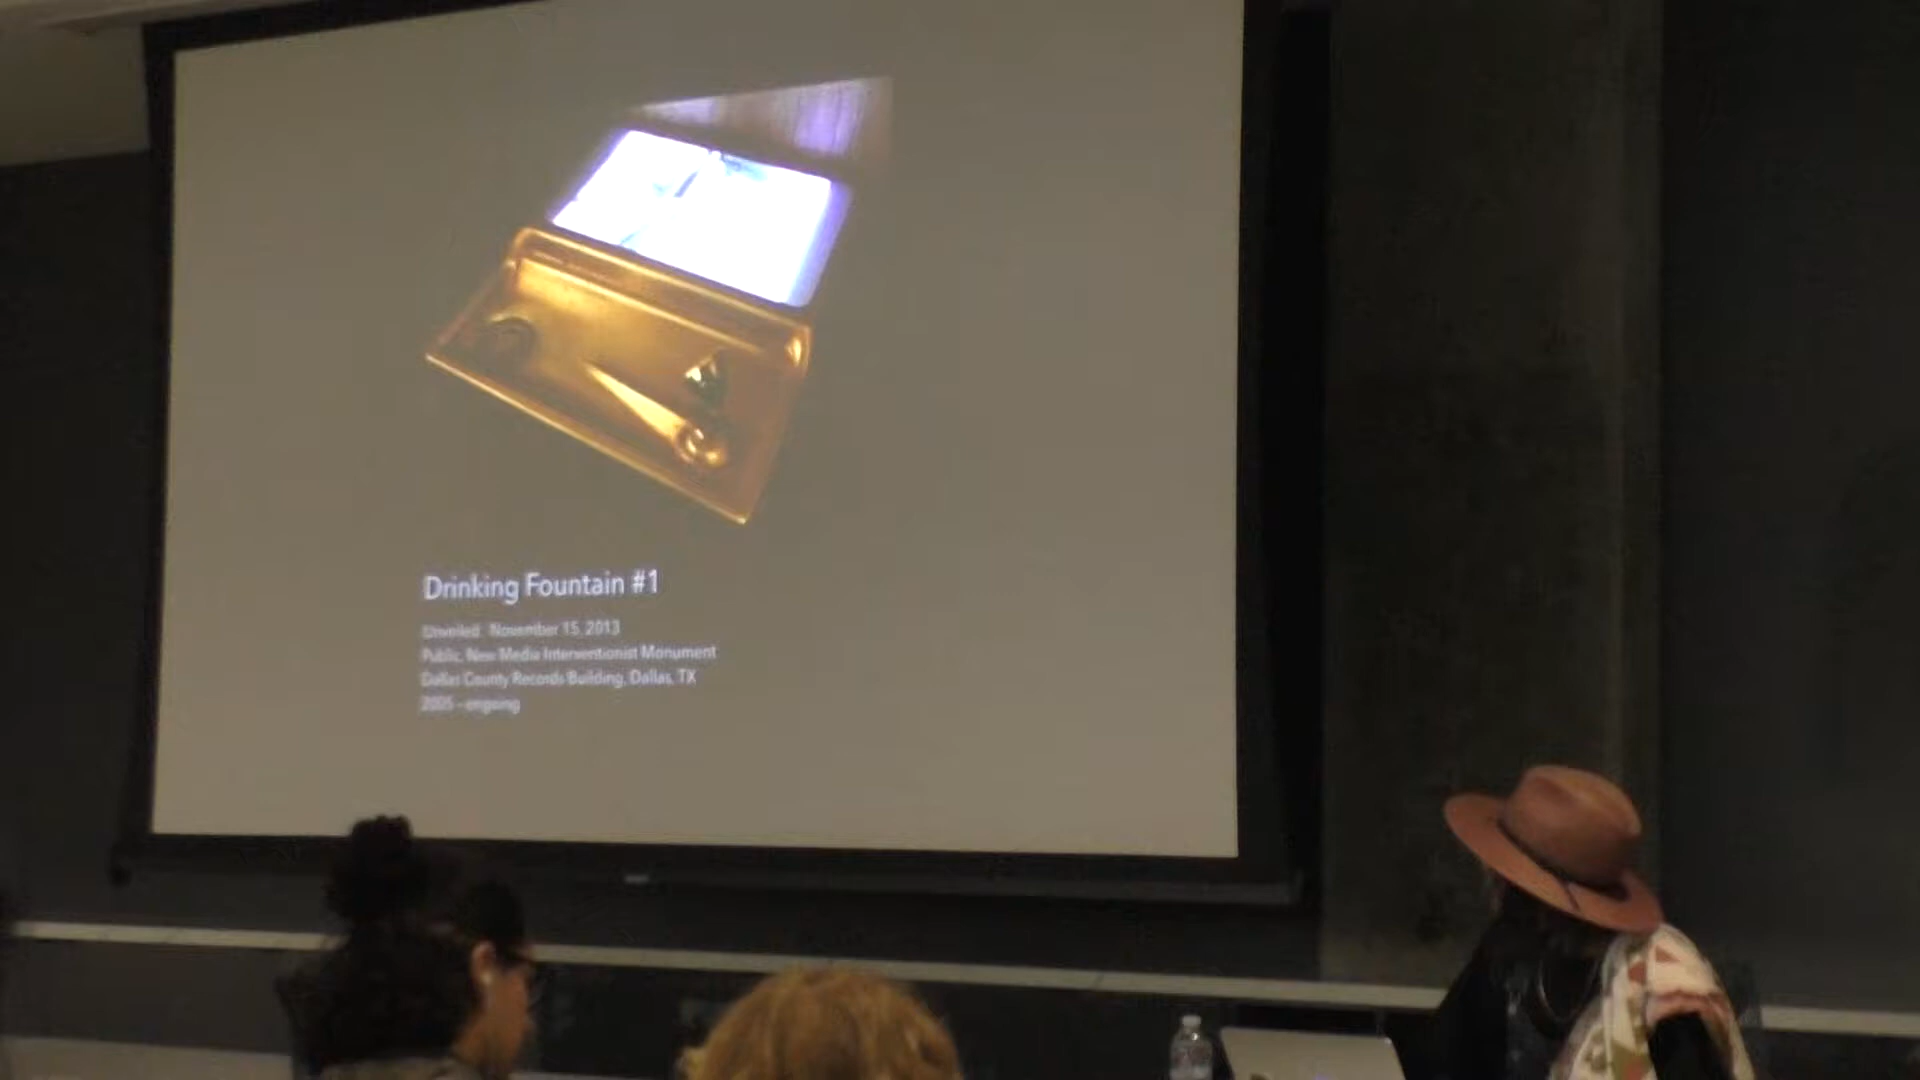 Drinking Fountain #1
Unveiled November 15, 2013
Public, New Media Interventionist Monument
Dallas County Records Building, Dallas, TX
2005 - ongoing